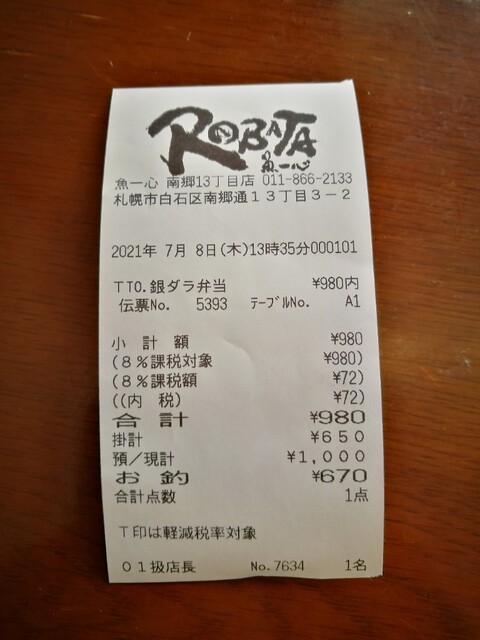 ROBATA
魚一心
魚一心 南郷13丁目店 011-866-2133
札幌市白石区南郷通１３丁目３－２
2021年 7月 8日(木)13時35分000101
TTO.銀ダラ弁当 ¥980内
伝票No. 5393 テーブルNo. A1
小 計 額 ¥980
(８％課税対象 ¥980)
(８％課税額 ¥72)
((内 税) ¥72)
合 計 ¥980
掛計 ¥６５０
預／現計 ¥１,０００
お 釣 ¥670
合計点数 1点
Ｔ印は軽減税率対象
０１扱店長 No.7634 1名